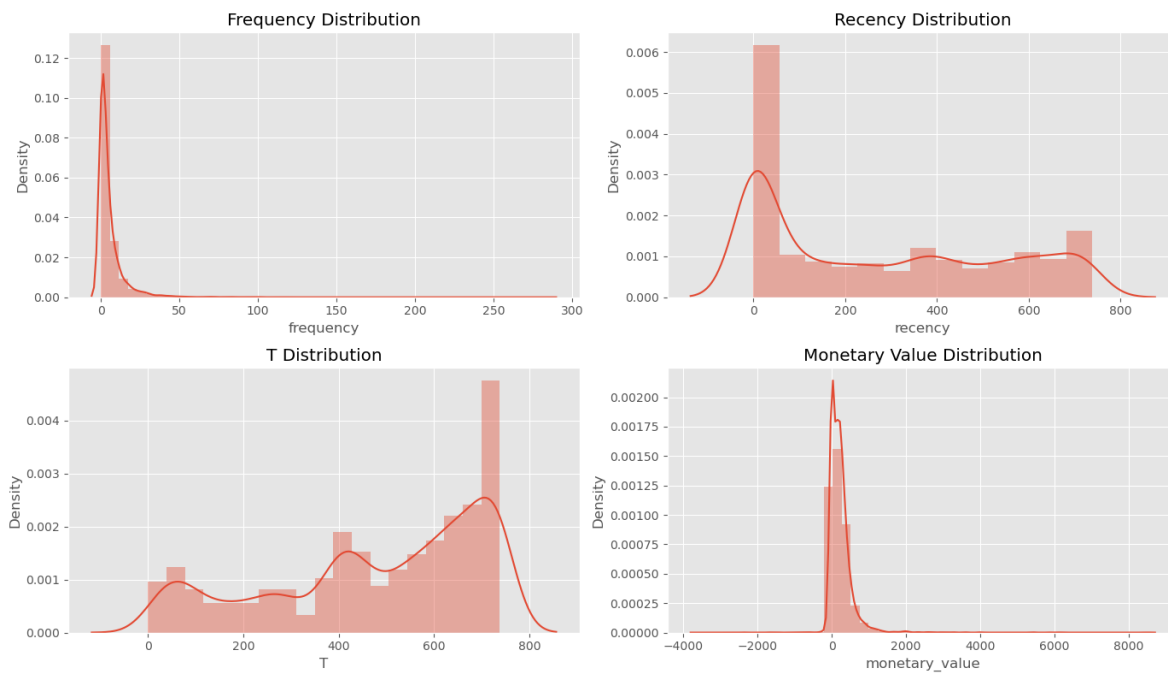 Frequency Distribution
Density
0.12
0.10
0.08
0.06
0.04
0.02
0.00
0 50 100 150 200 250 300
frequency
Recency Distribution
Density
0.006
0.005
0.004
0.003
0.002
0.001
0.000
0 200 400 600 800
recency
T Distribution
Density
0.004
0.003
0.002
0.001
0.000
0 200 400 600 800
T
Monetary Value Distribution
Density
0.00200
0.00175
0.00150
0.00125
0.00100
0.00075
0.00050
0.00025
0.00000
−4000 −2000 0 2000 4000 6000 8000
monetary_value